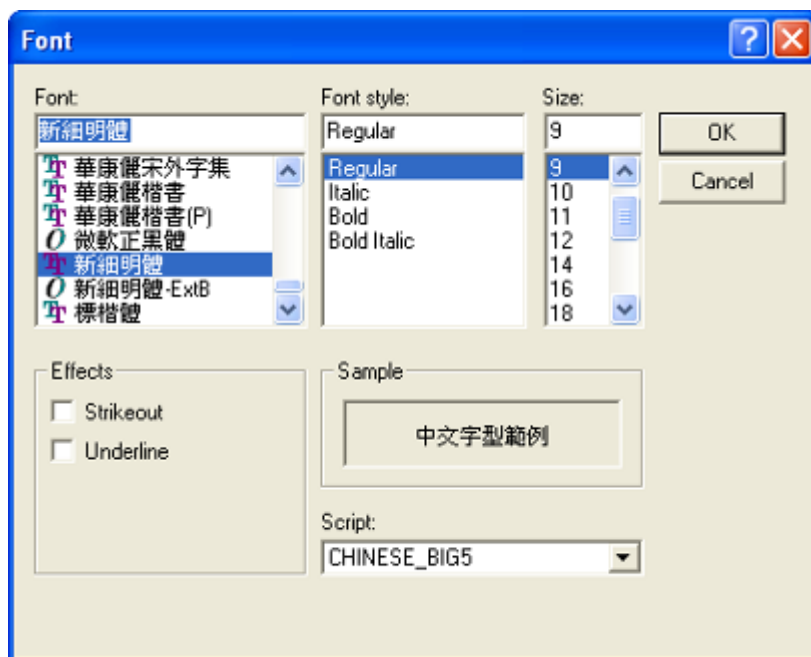 Font
Font:
新細明體
華康儷宋外字集
華康儷楷書
華康儷楷書(P)
微軟正黑體
新細明體
新細明體-ExtB
標楷體
Font style:
Regular
Regular
Italic
Bold
Bold Italic
Size:
9
9
10
11
12
14
16
18
OK
Cancel
Effects
Strikeout
Underline
Sample
中文字型範例
Script:
CHINESE_BIG5